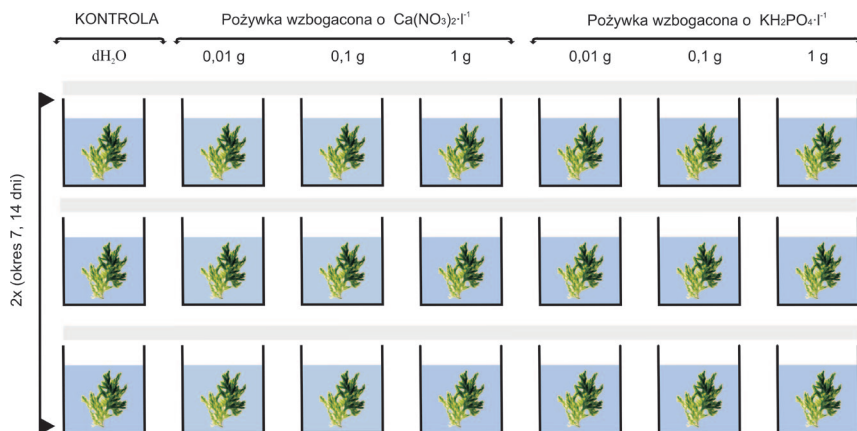 KONTROLA Pożywka wzbogacona o Ca(NO₃)₂·l⁻¹ Pożywka wzbogacona o KH₂PO₄·l⁻¹
dH₂O 0,01 g 0,1 g 1 g 0,01 g 0,1 g 1 g
2x (okres 7, 14 dni)